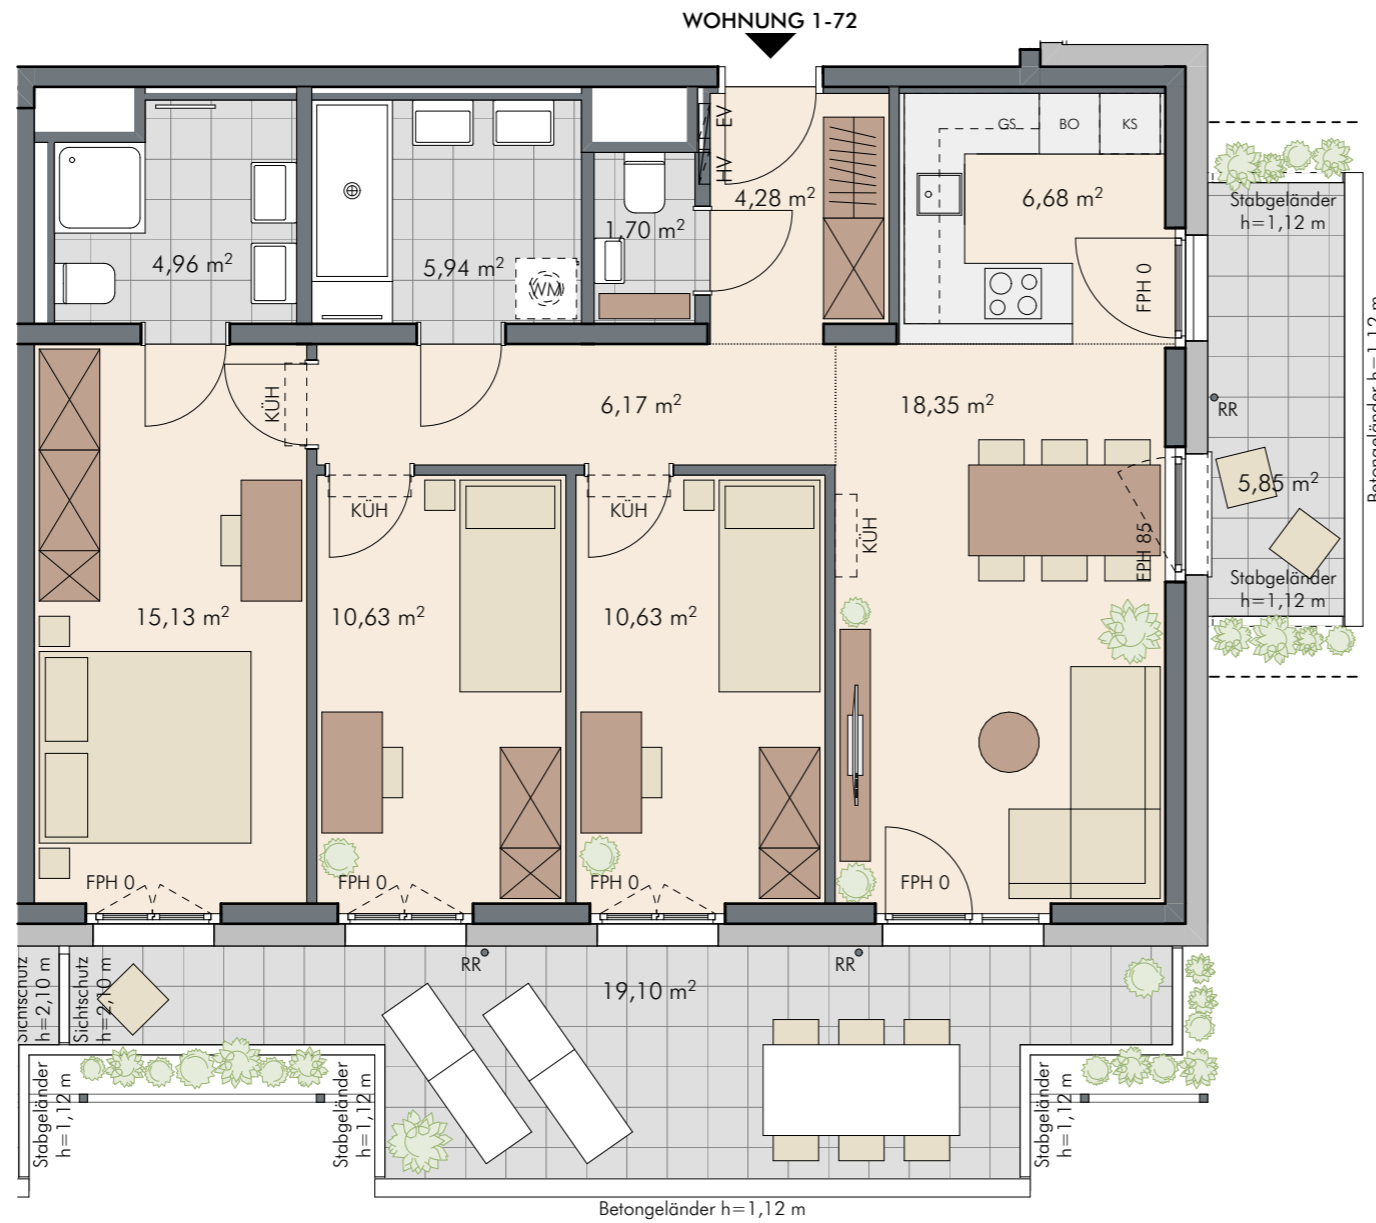 WOHNUNG 1-72
EV
HV
GS
BO
KS
4,28 m²
6,68 m²
Stabgeländer
h=1,12 m
1,70 m²
4,96 m²
5,94 m²
WM
FPH 0
Betongeländer h=1,12 m
KÜH
6,17 m²
18,35 m²
RR
5,85 m²
KÜH
KÜH
KÜH
FPH 85
Stabgeländer
h=1,12 m
15,13 m²
10,63 m²
10,63 m²
FPH 0
FPH 0
FPH 0
FPH 0
Sichtschutz
h=2,10 m
Sichtschutz
h=2,10 m
RR
RR
19,10 m²
Stabgeländer
h=1,12 m
Stabgeländer
h=1,12 m
Stabgeländer
h=1,12 m
Betongeländer h=1,12 m